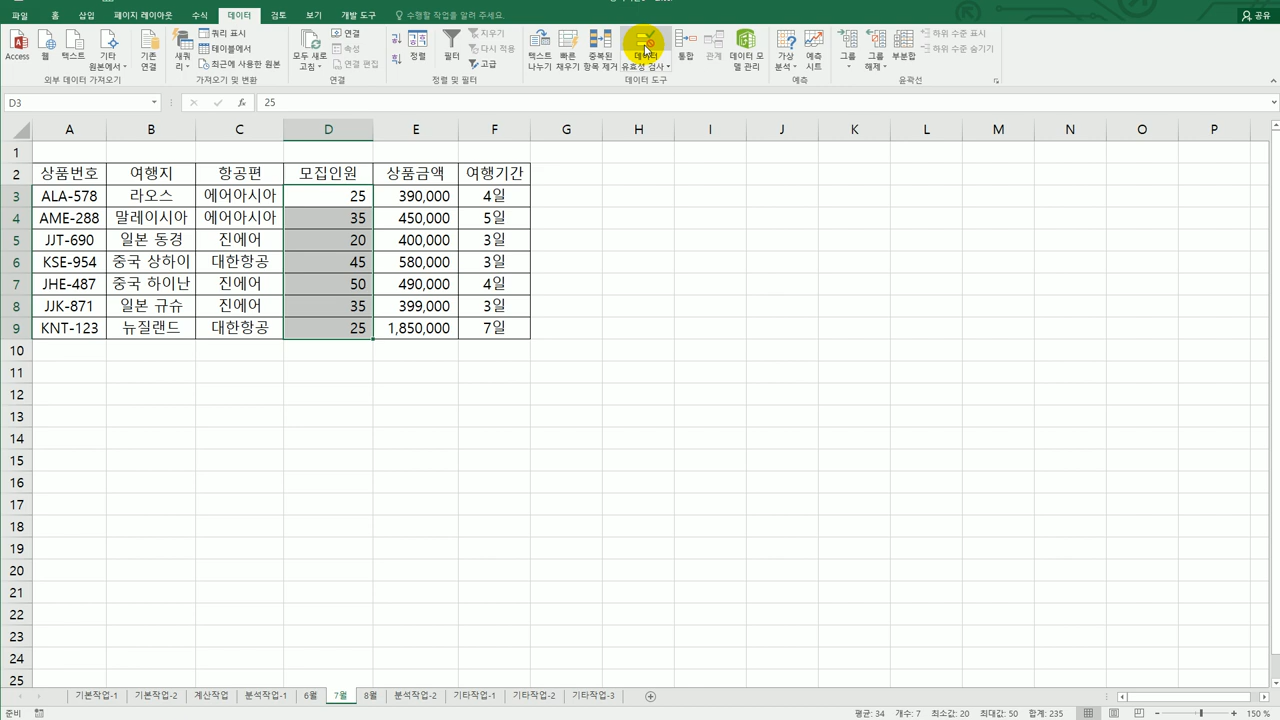 파일 홈 삽입 페이지 레이아웃 수식 데이터 검토 보기 개발 도구 수행할 작업을 알려 주세요. 공유
Access 웹 텍스트 기타 원본에서 기존 연결 새 쿼리 쿼리 표시 테이블에서 최근에 사용한 원본 모두 새로 고침 연결 속성 연결 편집 정렬 필터 지우기 다시 적용 고급 텍스트 나누기 빠른 채우기 중복된 항목 제거 데이터 유효성 검사 통합 관계 데이터 모델 관리 가상 분석 예측 시트 그룹 그룹 해제 부분합 하위 수준 표시 하위 수준 숨기기
외부 데이터 가져오기 가져오기 및 변환 연결 정렬 및 필터 데이터 도구 예측 윤곽선
D3 fx 25
A B C D E F G H I J K L M N O P
1
2 상품번호 여행지 항공편 모집인원 상품금액 여행기간
3 ALA-578 라오스 에어아시아 25 390,000 4일
4 AME-288 말레이시아 에어아시아 35 450,000 5일
5 JJT-690 일본 동경 진에어 20 400,000 3일
6 KSE-954 중국 상하이 대한항공 45 580,000 3일
7 JHE-487 중국 하이난 진에어 50 490,000 4일
8 JJK-871 일본 규슈 진에어 35 399,000 3일
9 KNT-123 뉴질랜드 대한항공 25 1,850,000 7일
10
11
12
13
14
15
16
17
18
19
20
21
22
23
24
25
기본작업-1 기본작업-2 계산작업 분석작업-1 6월 7월 8월 분석작업-2 기타작업-1 기타작업-2 기타작업-3
준비 평균: 34 개수: 7 최소값: 20 최대값: 50 합계: 235 150 %